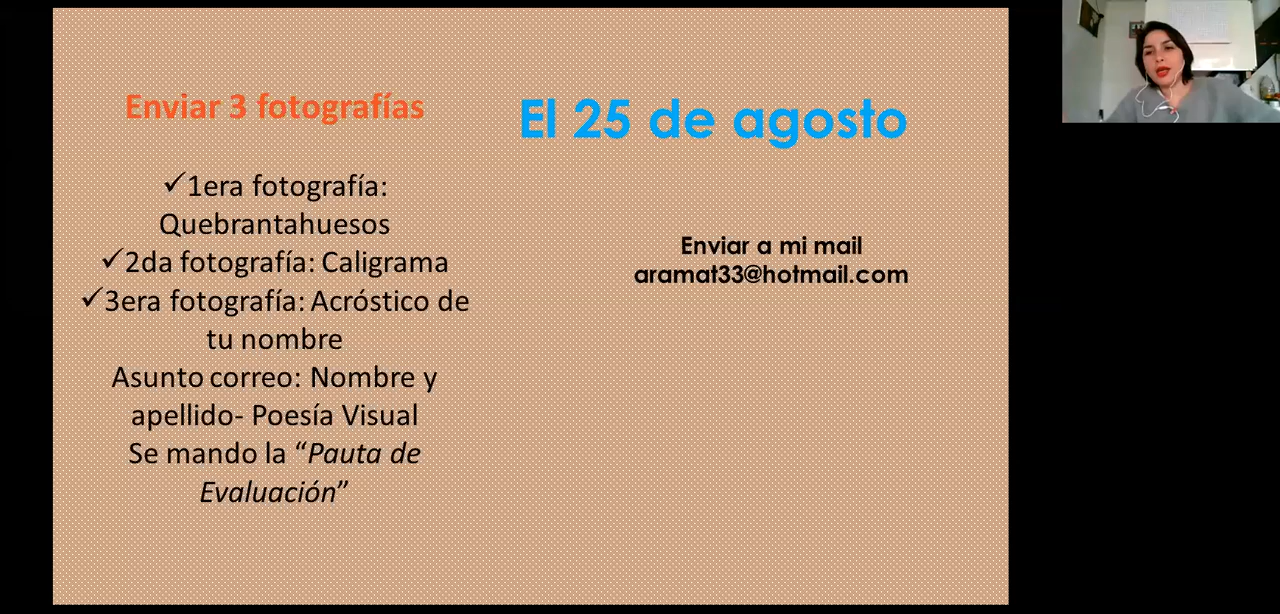 Enviar 3 fotografías
✓1era fotografía:
Quebrantahuesos
✓2da fotografía: Caligrama
✓3era fotografía: Acróstico de
tu nombre
Asunto correo: Nombre y
apellido- Poesía Visual
Se mando la “Pauta de
Evaluación”
El 25 de agosto
Enviar a mi mail
aramat33@hotmail.com